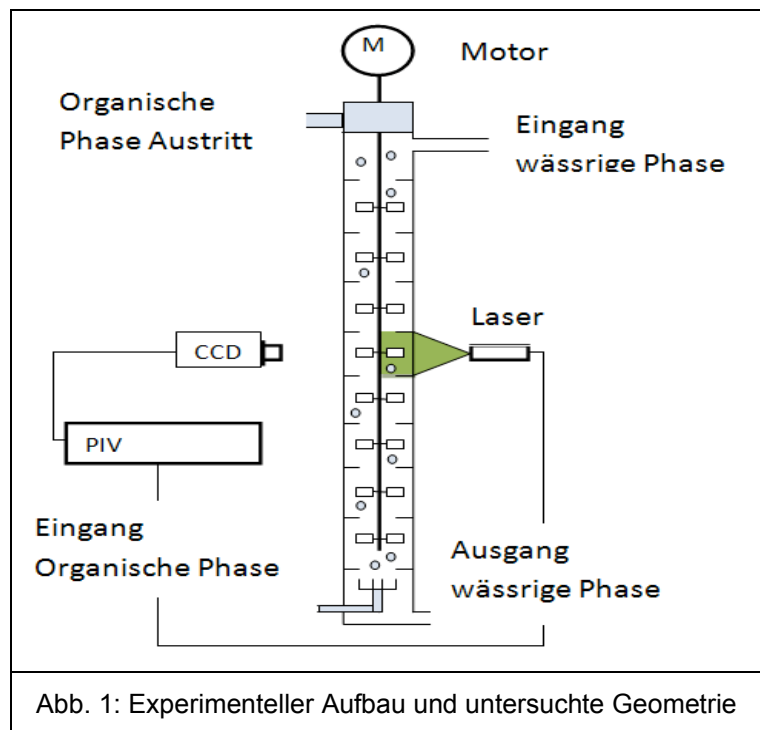 M
Motor
Organische
Phase Austritt
Eingang
wässrige Phase
Laser
CCD
PIV
Eingang
Organische Phase
Ausgang
wässrige Phase
Abb. 1: Experimenteller Aufbau und untersuchte Geometrie